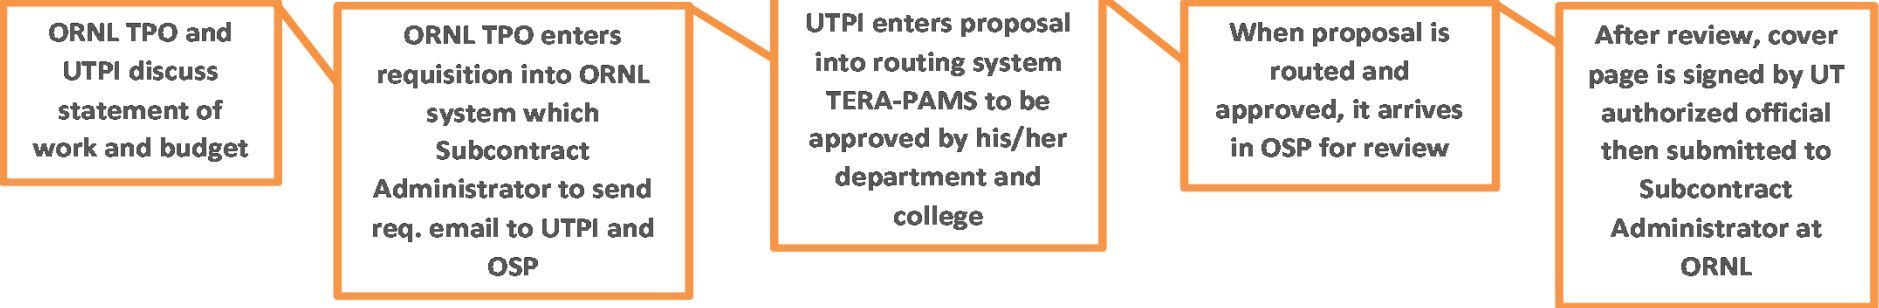 ORNL TPO and
UTPI discuss
statement of
work and budget
ORNL TPO enters
requisition into ORNL
system which
Subcontract
Administrator to send
req. email to UTPI and
OSP
UTPI enters proposal
into routing system
TERA-PAMS to be
approved by his/her
department and
college
When proposal is
routed and
approved, it arrives
in OSP for review
After review, cover
page is signed by UT
authorized official
then submitted to
Subcontract
Administrator at
ORNL